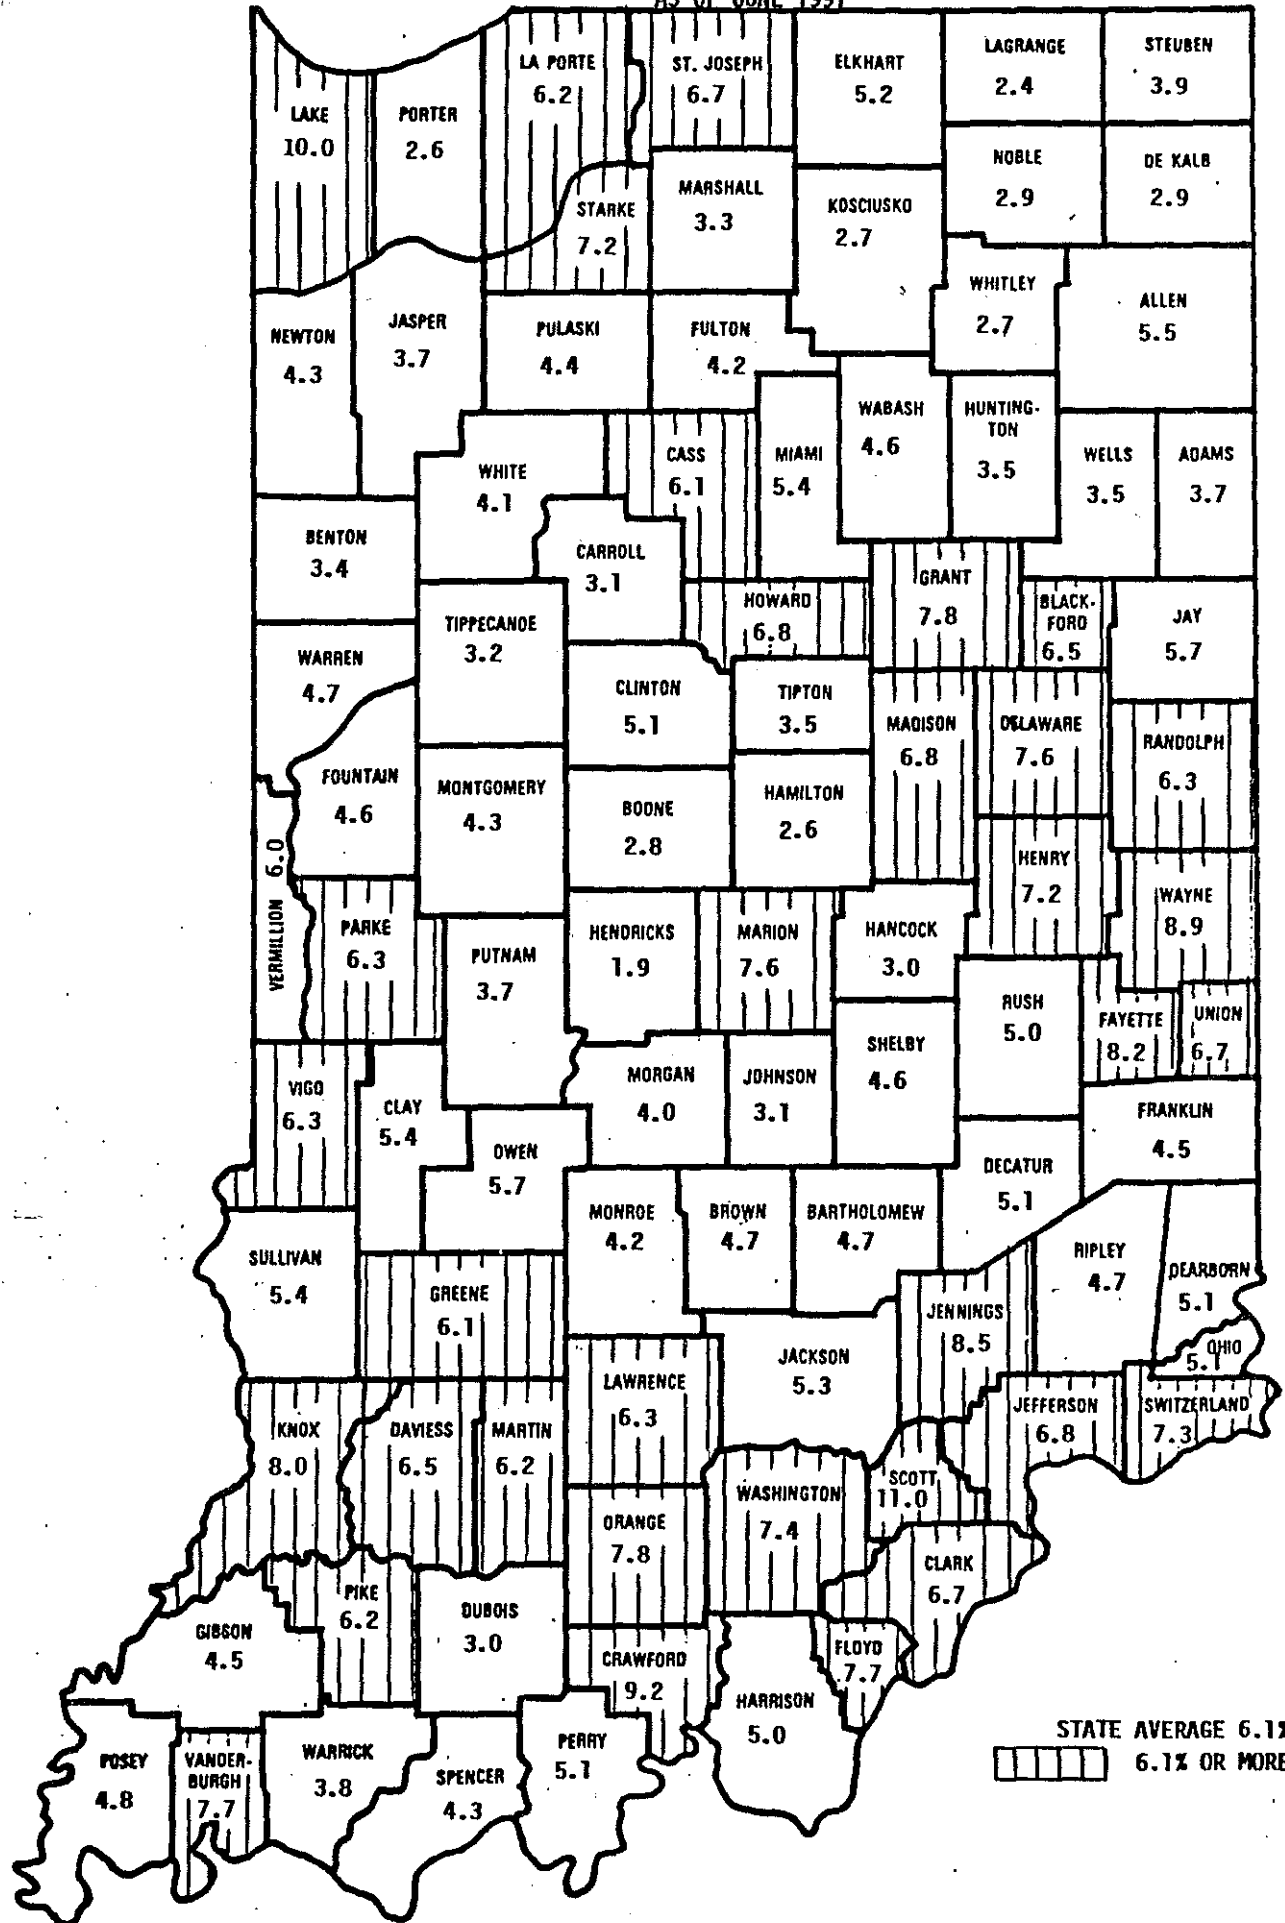 AS OF JUNE 1991
LA PORTE
6.2
ST. JOSEPH
6.7
ELKHART
5.2
LAGRANGE
2.4
STEUBEN
3.9
LAKE
10.0
PORTER
2.6
NOBLE
2.9
DE KALB
2.9
STARKE
7.2
MARSHALL
3.3
KOSCIUSKO
2.7
WHITLEY
2.7
ALLEN
5.5
NEWTON
4.3
JASPER
3.7
PULASKI
4.4
FULTON
4.2
WABASH
4.6
HUNTING-
TON
3.5
WHITE
4.1
CASS
6.1
MIAMI
5.4
WELLS
3.5
ADAMS
3.7
BENTON
3.4
CARROLL
3.1
HOWARD
6.8
GRANT
7.8
BLACK-
FORD
6.5
JAY
5.7
WARREN
4.7
TIPPECANOE
3.2
CLINTON
5.1
TIPTON
3.5
MADISON
6.8
DELAWARE
7.6
RANDOLPH
6.3
FOUNTAIN
4.6
MONTGOMERY
4.3
BOONE
2.8
HAMILTON
2.6
HENRY
7.2
WAYNE
8.9
VERMILLION 6.0
PARKE
6.3
PUTNAM
3.7
HENDRICKS
1.9
MARION
7.6
HANCOCK
3.0
RUSH
5.0
FAYETTE
8.2
UNION
6.7
VIGO
6.3
CLAY
5.4
MORGAN
4.0
JOHNSON
3.1
SHELBY
4.6
FRANKLIN
4.5
OWEN
5.7
DECATUR
5.1
SULLIVAN
5.4
MONROE
4.2
BROWN
4.7
BARTHOLOMEW
4.7
RIPLEY
4.7
DEARBORN
5.1
GREENE
6.1
JENNINGS
8.5
OHIO
5.1
JACKSON
5.3
LAWRENCE
6.3
JEFFERSON
6.8
SWITZERLAND
7.3
KNOX
8.0
DAVIESS
6.5
MARTIN
6.2
SCOTT
11.0
ORANGE
7.8
WASHINGTON
7.4
CLARK
6.7
PIKE
6.2
DUBOIS
3.0
GIBSON
4.5
CRAWFORD
9.2
FLOYD
7.7
HARRISON
5.0
POSEY
4.8
VANDER-
BURGH
7.7
WARRICK
3.8
SPENCER
4.3
PERRY
5.1
STATE AVERAGE 6.1%
6.1% OR MORE